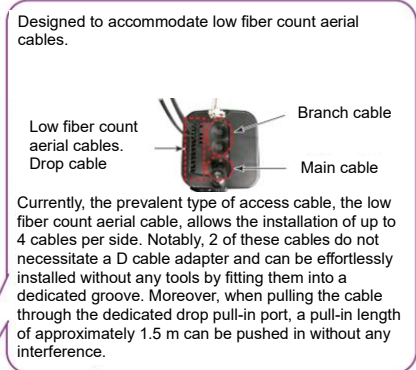 Designed to accommodate low fiber count aerial
cables.
Branch cable
Low fiber count
aerial cables.
Drop cable
Main cable
Currently, the prevalent type of access cable, the low
fiber count aerial cable, allows the installation of up to
4 cables per side. Notably, 2 of these cables do not
necessitate a D cable adapter and can be effortlessly
installed without any tools by fitting them into a
dedicated groove. Moreover, when pulling the cable
through the dedicated drop pull-in port, a pull-in length
of approximately 1.5 m can be pushed in without any
interference.